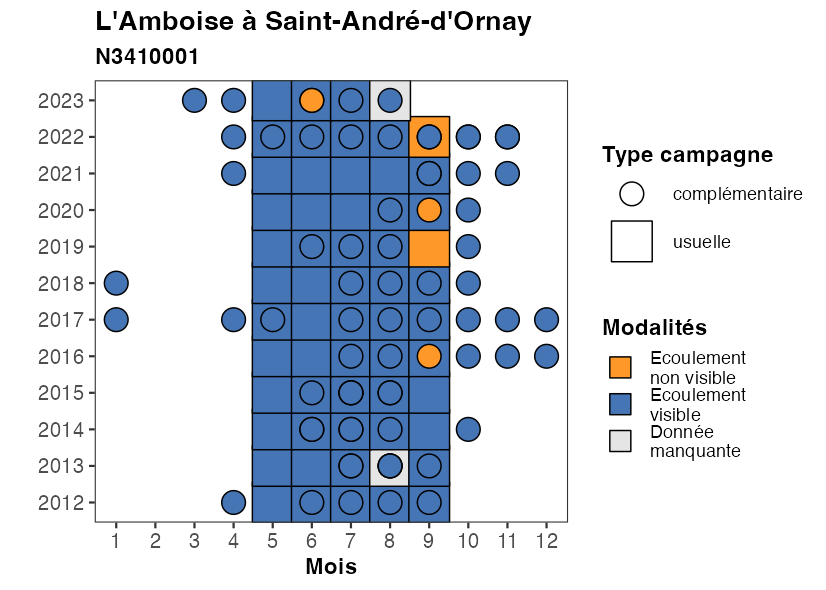 L'Amboise à Saint-André-d'Ornay
N3410001
2023
2022
2021
2020
2019
2018
2017
2016
2015
2014
2013
2012
1 2 3 4 5 6 7 8 9 10 11 12
Mois
Type campagne
complémentaire
usuelle
Modalités
Ecoulement
non visible
Ecoulement
visible
Donnée
manquante